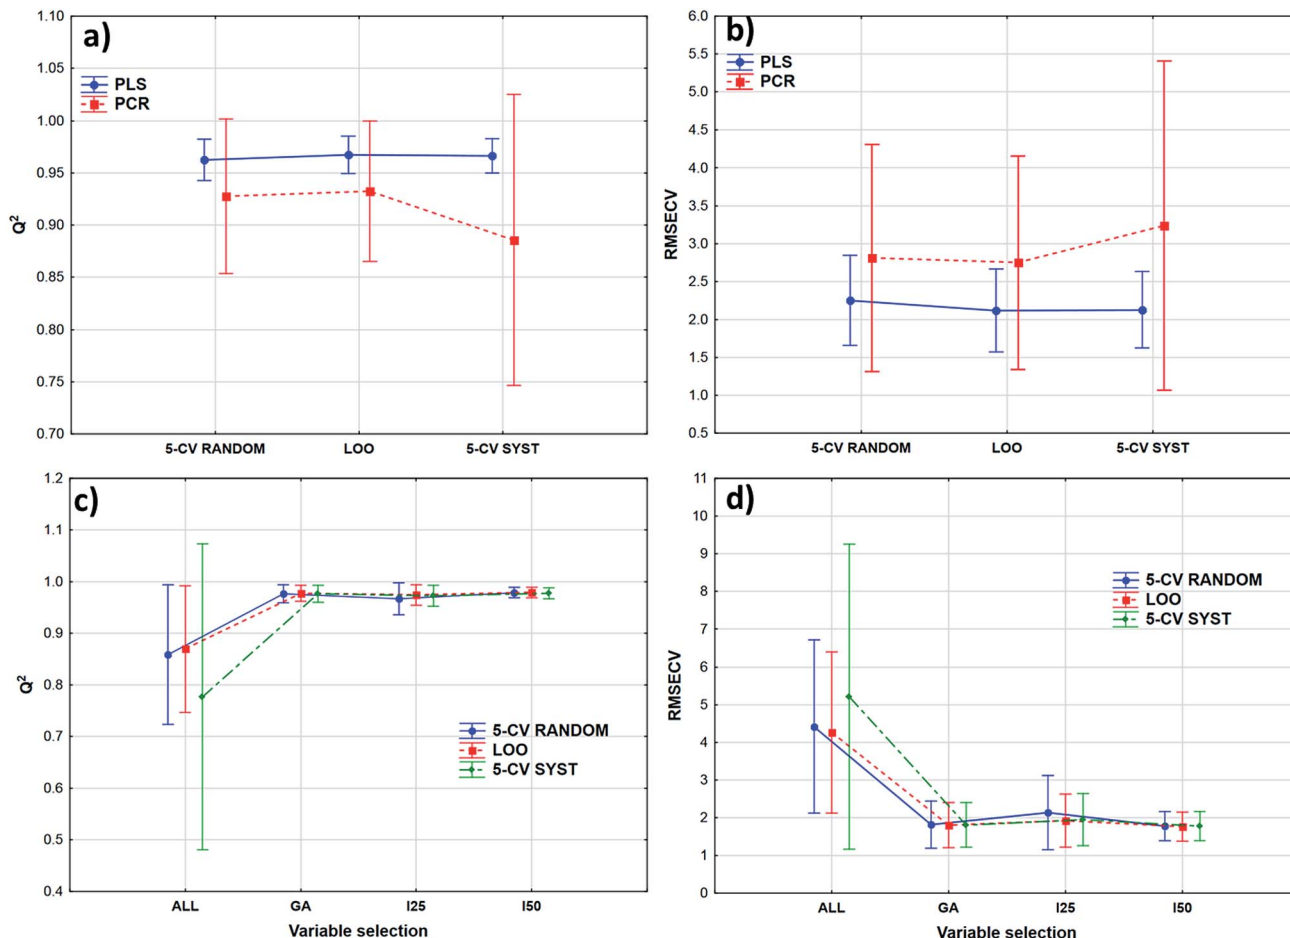 a)
1.10
1.05
1.00
0.95
0.90
0.85
0.80
0.75
0.70
Q²
PLS
PCR
5-CV RANDOM LOO 5-CV SYST
b)
6.0
5.5
5.0
4.5
4.0
3.5
3.0
2.5
2.0
1.5
1.0
0.5
RMSECV
PLS
PCR
5-CV RANDOM LOO 5-CV SYST
c)
1.2
1.1
1.0
0.9
0.8
0.7
0.6
0.5
0.4
Q²
5-CV RANDOM
LOO
5-CV SYST
ALL GA I25 I50
Variable selection
d)
11
10
9
8
7
6
5
4
3
2
1
0
RMSECV
5-CV RANDOM
LOO
5-CV SYST
ALL GA I25 I50
Variable selection